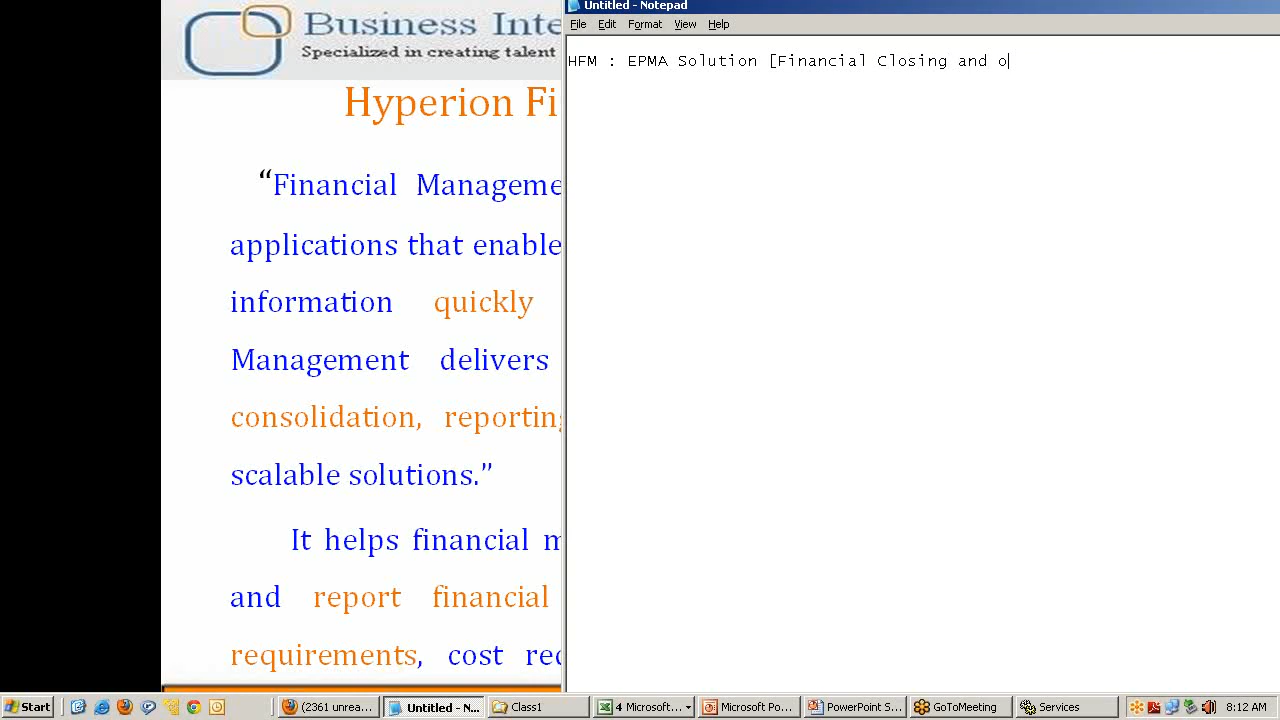 Business Inte
Specialized in creating talent
Hyperion Fi
“Financial Manageme
applications that enable
information quickly
Management delivers
consolidation, reporting
scalable solutions.”
It helps financial m
and report financial
requirements, cost red
Untitled - Notepad
File Edit Format View Help
HFM : EPMA Solution [Financial Closing and o
Start (2361 unrea... Untitled - N... Class1 4 Microsoft... Microsoft Po... PowerPoint S... GoToMeeting Services 8:12 AM